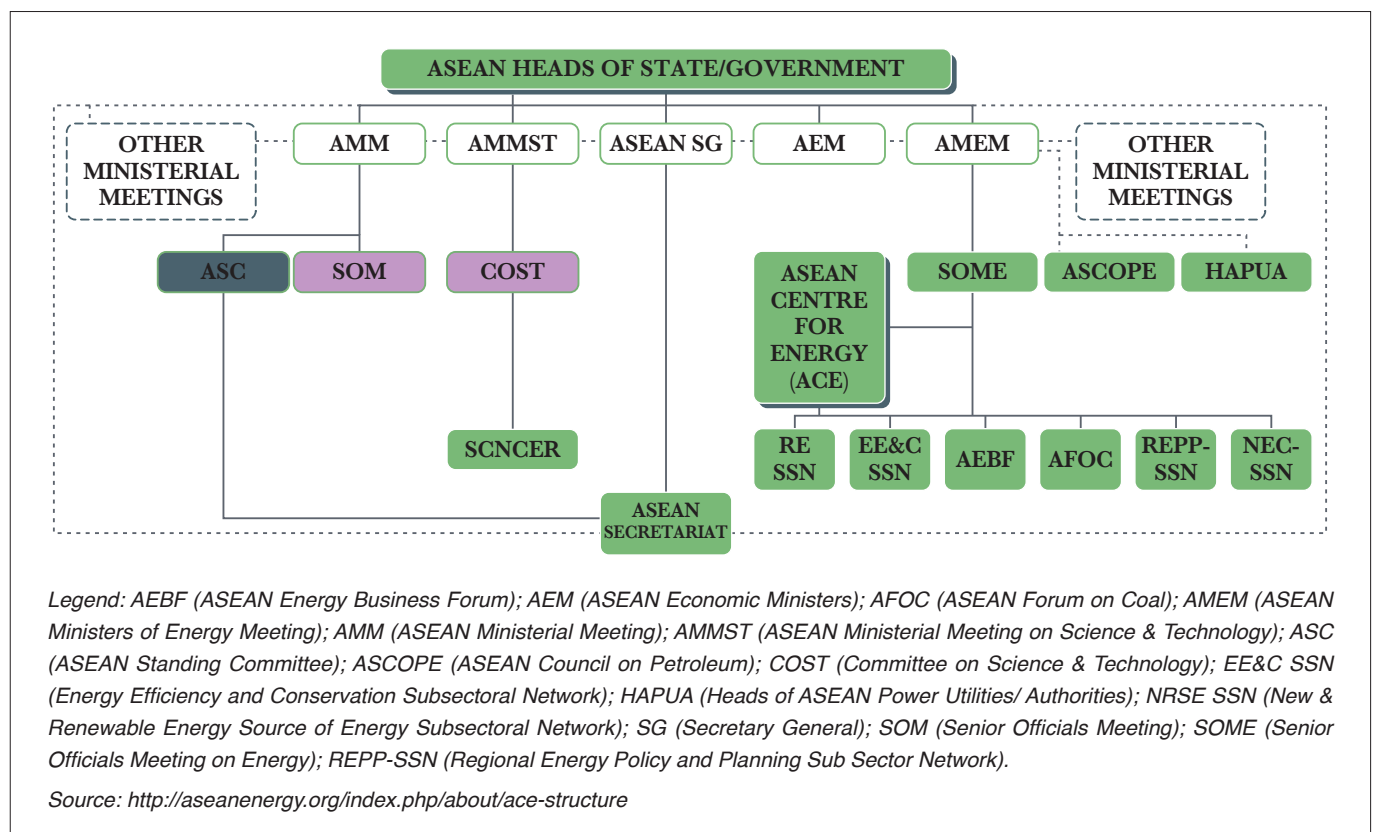 ASEAN HEADS OF STATE/GOVERNMENT
OTHER
MINISTERIAL
MEETINGS
AMM
AMMST
ASEAN SG
AEM
AMEM
OTHER
MINISTERIAL
MEETINGS
ASC
SOM
COST
ASEAN
CENTRE
FOR
ENERGY
(ACE)
SOME
ASCOPE
HAPUA
SCNCER
RE
SSN
EE&C
SSN
AEBF
AFOC
REPP-
SSN
NEC-
SSN
ASEAN
SECRETARIAT
Legend: AEBF (ASEAN Energy Business Forum); AEM (ASEAN Economic Ministers); AFOC (ASEAN Forum on Coal); AMEM (ASEAN
Ministers of Energy Meeting); AMM (ASEAN Ministerial Meeting); AMMST (ASEAN Ministerial Meeting on Science & Technology); ASC
(ASEAN Standing Committee); ASCOPE (ASEAN Council on Petroleum); COST (Committee on Science & Technology); EE&C SSN
(Energy Efficiency and Conservation Subsectoral Network); HAPUA (Heads of ASEAN Power Utilities/ Authorities); NRSE SSN (New &
Renewable Energy Source of Energy Subsectoral Network); SG (Secretary General); SOM (Senior Officials Meeting); SOME (Senior
Officials Meeting on Energy); REPP-SSN (Regional Energy Policy and Planning Sub Sector Network).
Source: http://aseanenergy.org/index.php/about/ace-structure